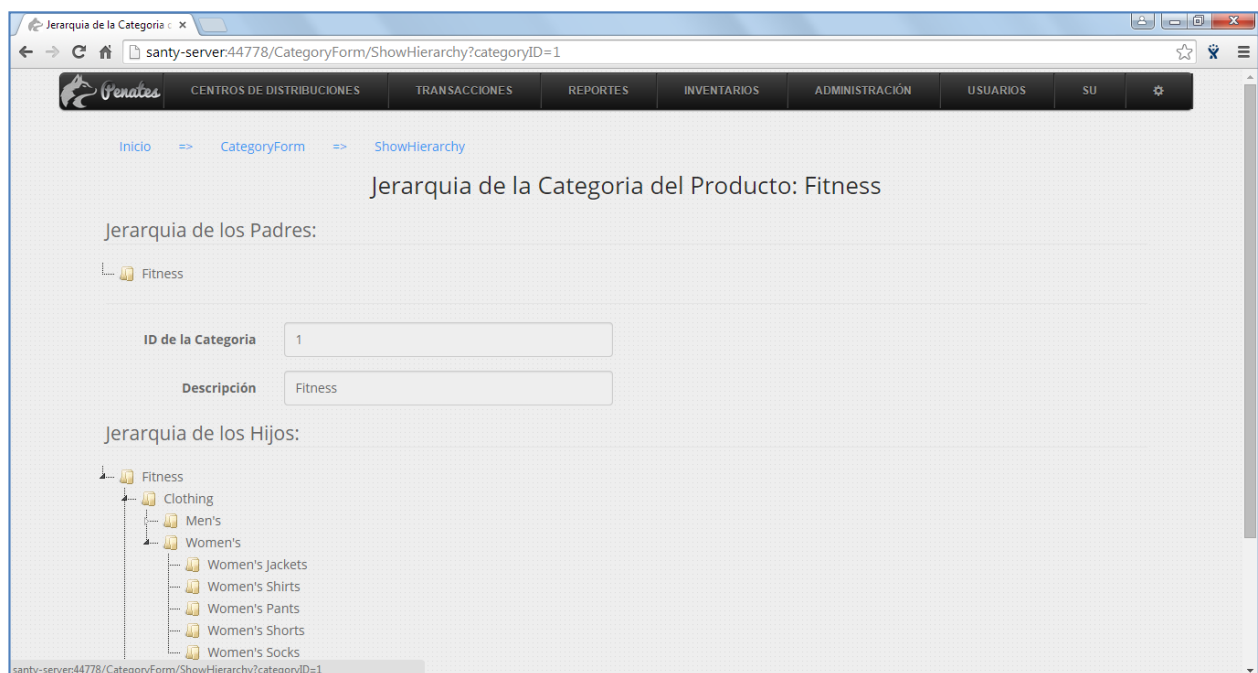 Jerarquia de la Categoria c
santy-server:44778/CategoryForm/ShowHierarchy?categoryID=1
Penates CENTROS DE DISTRIBUCIONES TRANSACCIONES REPORTES INVENTARIOS ADMINISTRACIÓN USUARIOS SU
Inicio => CategoryForm => ShowHierarchy
Jerarquia de la Categoria del Producto: Fitness
Jerarquia de los Padres:
Fitness
ID de la Categoria 1
Descripción Fitness
Jerarquia de los Hijos:
Fitness
Clothing
Men's
Women's
Women's Jackets
Women's Shirts
Women's Pants
Women's Shorts
Women's Socks
santy-server:44778/CategoryForm/ShowHierarchy?categoryID=1